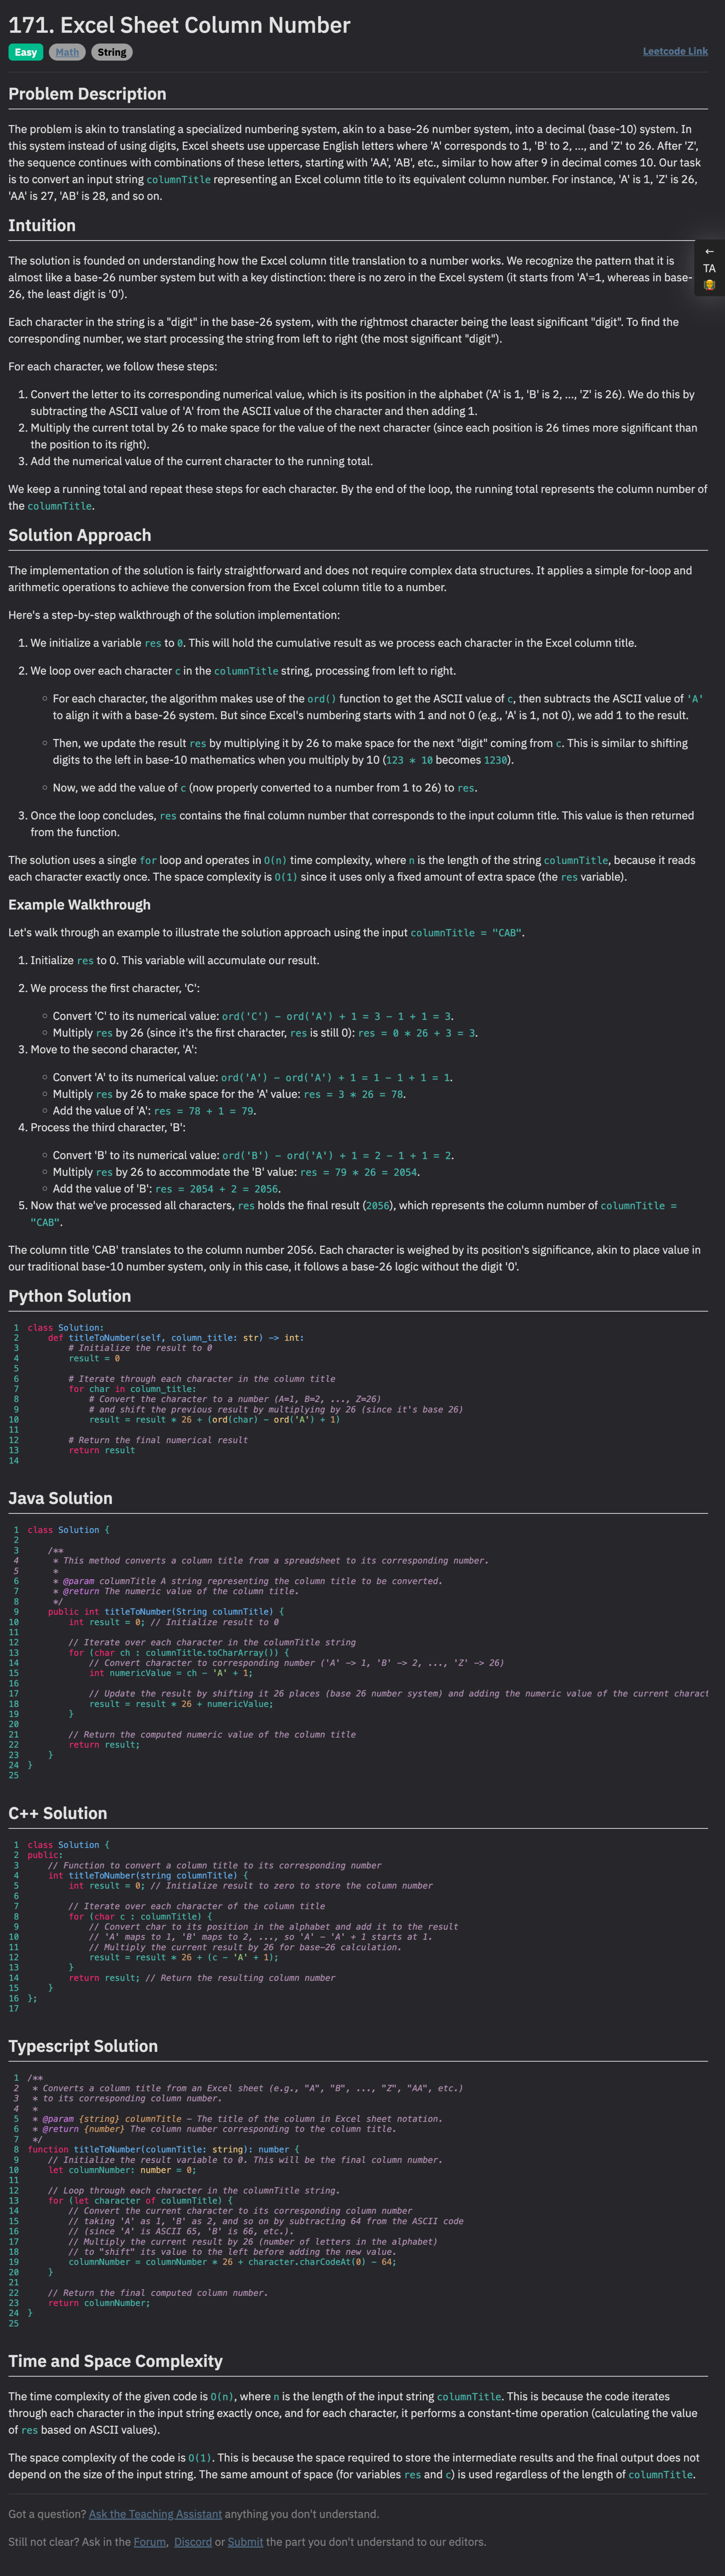 171. Excel Sheet Column Number
Easy Math String Leetcode Link
Problem Description
The problem is akin to translating a specialized numbering system, akin to a base-26 number system, into a decimal (base-10) system. In
this system instead of using digits, Excel sheets use uppercase English letters where 'A' corresponds to 1, 'B' to 2, ..., and 'Z' to 26. After 'Z',
the sequence continues with combinations of these letters, starting with 'AA', 'AB', etc., similar to how after 9 in decimal comes 10. Our task
is to convert an input string columnTitle representing an Excel column title to its equivalent column number. For instance, 'A' is 1, 'Z' is 26,
'AA' is 27, 'AB' is 28, and so on.
Intuition
←
TA
The solution is founded on understanding how the Excel column title translation to a number works. We recognize the pattern that it is
almost like a base-26 number system but with a key distinction: there is no zero in the Excel system (it starts from 'A'=1, whereas in base-
26, the least digit is '0').
Each character in the string is a "digit" in the base-26 system, with the rightmost character being the least significant "digit". To find the
corresponding number, we start processing the string from left to right (the most significant "digit").
For each character, we follow these steps:
1. Convert the letter to its corresponding numerical value, which is its position in the alphabet ('A' is 1, 'B' is 2, ..., 'Z' is 26). We do this by
subtracting the ASCII value of 'A' from the ASCII value of the character and then adding 1.
2. Multiply the current total by 26 to make space for the value of the next character (since each position is 26 times more significant than
the position to its right).
3. Add the numerical value of the current character to the running total.
We keep a running total and repeat these steps for each character. By the end of the loop, the running total represents the column number of
the columnTitle.
Solution Approach
The implementation of the solution is fairly straightforward and does not require complex data structures. It applies a simple for-loop and
arithmetic operations to achieve the conversion from the Excel column title to a number.
Here's a step-by-step walkthrough of the solution implementation:
1. We initialize a variable res to 0. This will hold the cumulative result as we process each character in the Excel column title.
2. We loop over each character c in the columnTitle string, processing from left to right.
◦ For each character, the algorithm makes use of the ord() function to get the ASCII value of c, then subtracts the ASCII value of 'A'
to align it with a base-26 system. But since Excel's numbering starts with 1 and not 0 (e.g., 'A' is 1, not 0), we add 1 to the result.
◦ Then, we update the result res by multiplying it by 26 to make space for the next "digit" coming from c. This is similar to shifting
digits to the left in base-10 mathematics when you multiply by 10 (123 * 10 becomes 1230).
◦ Now, we add the value of c (now properly converted to a number from 1 to 26) to res.
3. Once the loop concludes, res contains the final column number that corresponds to the input column title. This value is then returned
from the function.
The solution uses a single for loop and operates in O(n) time complexity, where n is the length of the string columnTitle, because it reads
each character exactly once. The space complexity is O(1) since it uses only a fixed amount of extra space (the res variable).
Example Walkthrough
Let's walk through an example to illustrate the solution approach using the input columnTitle = "CAB".
1. Initialize res to 0. This variable will accumulate our result.
2. We process the first character, 'C':
◦ Convert 'C' to its numerical value: ord('C') - ord('A') + 1 = 3 - 1 + 1 = 3.
◦ Multiply res by 26 (since it's the first character, res is still 0): res = 0 * 26 + 3 = 3.
3. Move to the second character, 'A':
◦ Convert 'A' to its numerical value: ord('A') - ord('A') + 1 = 1 - 1 + 1 = 1.
◦ Multiply res by 26 to make space for the 'A' value: res = 3 * 26 = 78.
◦ Add the value of 'A': res = 78 + 1 = 79.
4. Process the third character, 'B':
◦ Convert 'B' to its numerical value: ord('B') - ord('A') + 1 = 2 - 1 + 1 = 2.
◦ Multiply res by 26 to accommodate the 'B' value: res = 79 * 26 = 2054.
◦ Add the value of 'B': res = 2054 + 2 = 2056.
5. Now that we've processed all characters, res holds the final result (2056), which represents the column number of columnTitle =
"CAB".
The column title 'CAB' translates to the column number 2056. Each character is weighed by its position's significance, akin to place value in
our traditional base-10 number system, only in this case, it follows a base-26 logic without the digit '0'.
Python Solution
1 class Solution:
2 def titleToNumber(self, column_title: str) -> int:
3 # Initialize the result to 0
4 result = 0
5
6 # Iterate through each character in the column title
7 for char in column_title:
8 # Convert the character to a number (A=1, B=2, ..., Z=26)
9 # and shift the previous result by multiplying by 26 (since it's base 26)
10 result = result * 26 + (ord(char) - ord('A') + 1)
11
12 # Return the final numerical result
13 return result
14
Java Solution
1 class Solution {
2
3 /**
4 * This method converts a column title from a spreadsheet to its corresponding number.
5 *
6 * @param columnTitle A string representing the column title to be converted.
7 * @return The numeric value of the column title.
8 */
9 public int titleToNumber(String columnTitle) {
10 int result = 0; // Initialize result to 0
11
12 // Iterate over each character in the columnTitle string
13 for (char ch : columnTitle.toCharArray()) {
14 // Convert character to corresponding number ('A' -> 1, 'B' -> 2, ..., 'Z' -> 26)
15 int numericValue = ch - 'A' + 1;
16
17 // Update the result by shifting it 26 places (base 26 number system) and adding the numeric value of the current charact
18 result = result * 26 + numericValue;
19 }
20
21 // Return the computed numeric value of the column title
22 return result;
23 }
24 }
25
C++ Solution
1 class Solution {
2 public:
3 // Function to convert a column title to its corresponding number
4 int titleToNumber(string columnTitle) {
5 int result = 0; // Initialize result to zero to store the column number
6
7 // Iterate over each character of the column title
8 for (char c : columnTitle) {
9 // Convert char to its position in the alphabet and add it to the result
10 // 'A' maps to 1, 'B' maps to 2, ..., so 'A' - 'A' + 1 starts at 1.
11 // Multiply the current result by 26 for base-26 calculation.
12 result = result * 26 + (c - 'A' + 1);
13 }
14 return result; // Return the resulting column number
15 }
16 };
17
Typescript Solution
1 /**
2 * Converts a column title from an Excel sheet (e.g., "A", "B", ..., "Z", "AA", etc.)
3 * to its corresponding column number.
4 *
5 * @param {string} columnTitle - The title of the column in Excel sheet notation.
6 * @return {number} The column number corresponding to the column title.
7 */
8 function titleToNumber(columnTitle: string): number {
9 // Initialize the result variable to 0. This will be the final column number.
10 let columnNumber: number = 0;
11
12 // Loop through each character in the columnTitle string.
13 for (let character of columnTitle) {
14 // Convert the current character to its corresponding column number
15 // taking 'A' as 1, 'B' as 2, and so on by subtracting 64 from the ASCII code
16 // (since 'A' is ASCII 65, 'B' is 66, etc.).
17 // Multiply the current result by 26 (number of letters in the alphabet)
18 // to "shift" its value to the left before adding the new value.
19 columnNumber = columnNumber * 26 + character.charCodeAt(0) - 64;
20 }
21
22 // Return the final computed column number.
23 return columnNumber;
24 }
25
Time and Space Complexity
The time complexity of the given code is O(n), where n is the length of the input string columnTitle. This is because the code iterates
through each character in the input string exactly once, and for each character, it performs a constant-time operation (calculating the value
of res based on ASCII values).
The space complexity of the code is O(1). This is because the space required to store the intermediate results and the final output does not
depend on the size of the input string. The same amount of space (for variables res and c) is used regardless of the length of columnTitle.
Got a question? Ask the Teaching Assistant anything you don't understand.
Still not clear? Ask in the Forum, Discord or Submit the part you don't understand to our editors.